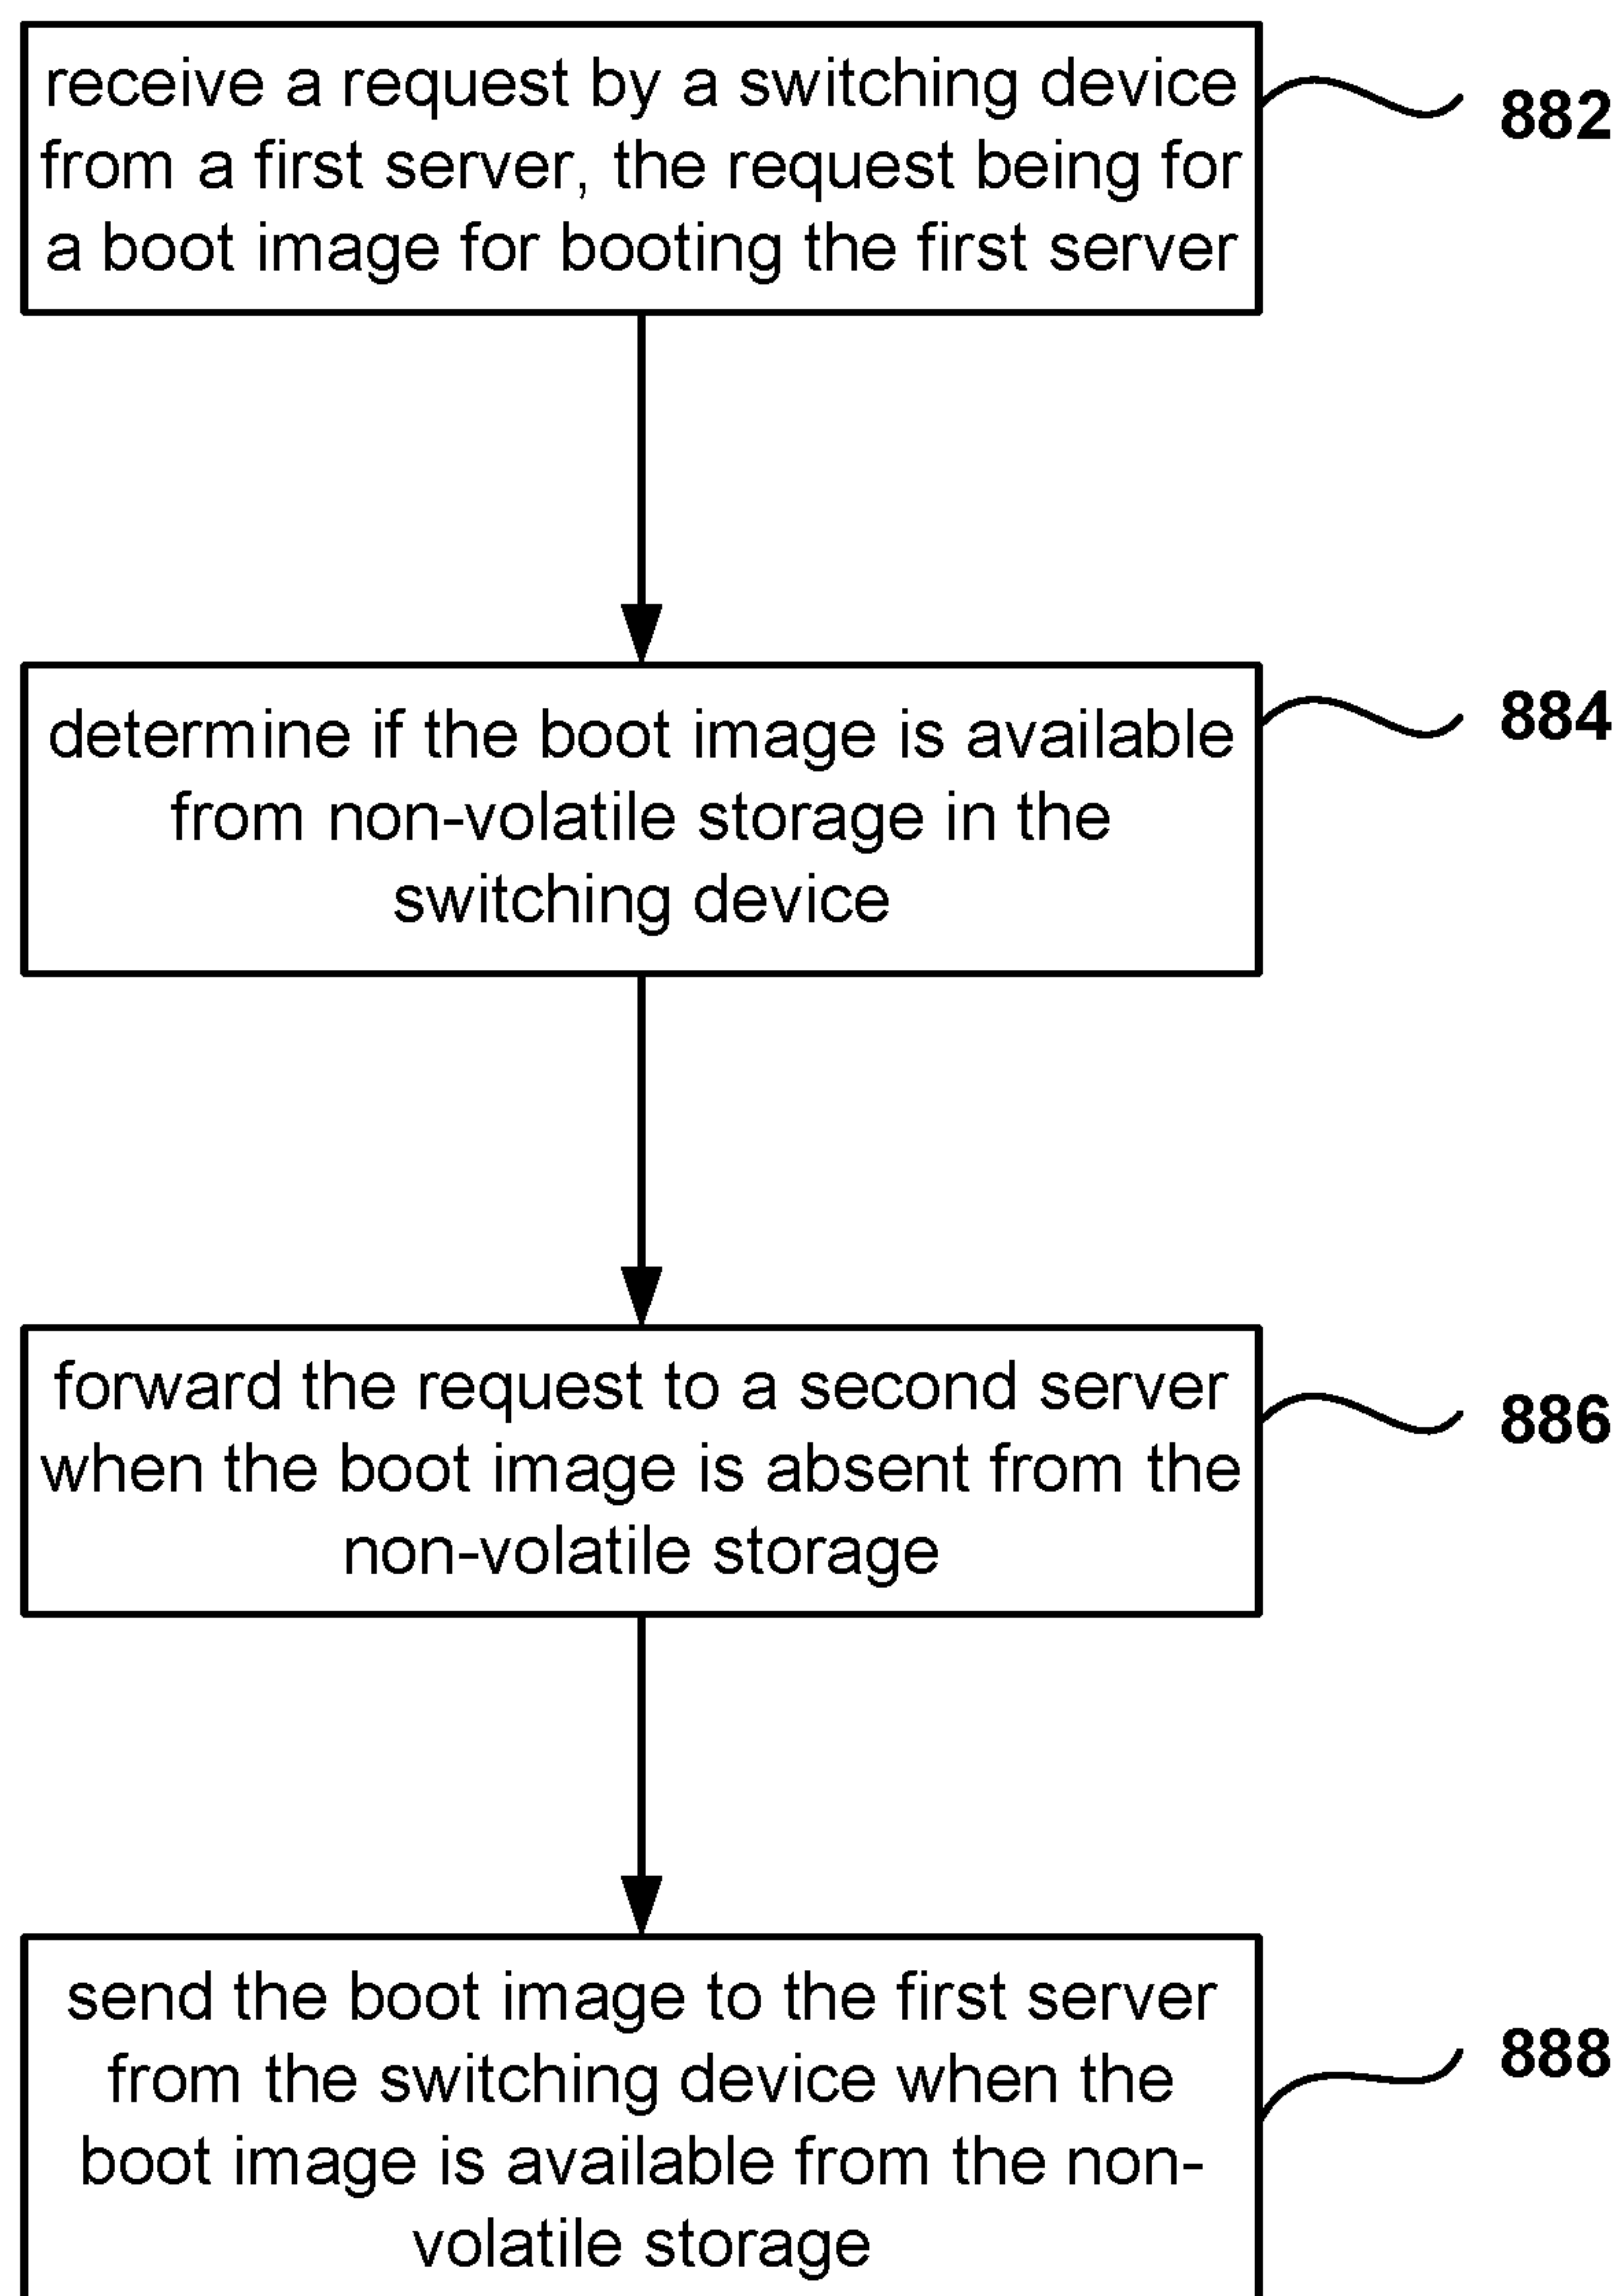 receive a request by a switching device
from a first server, the request being for
a boot image for booting the first server
882
determine if the boot image is available
from non-volatile storage in the
switching device
884
forward the request to a second server
when the boot image is absent from the
non-volatile storage
886
send the boot image to the first server
from the switching device when the
boot image is available from the non-
volatile storage
888